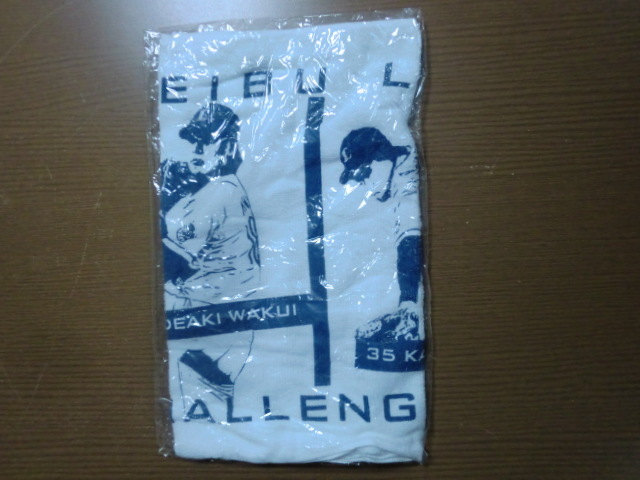 EIBU L
DEAKI WAKUI
35 KA
ALLENG